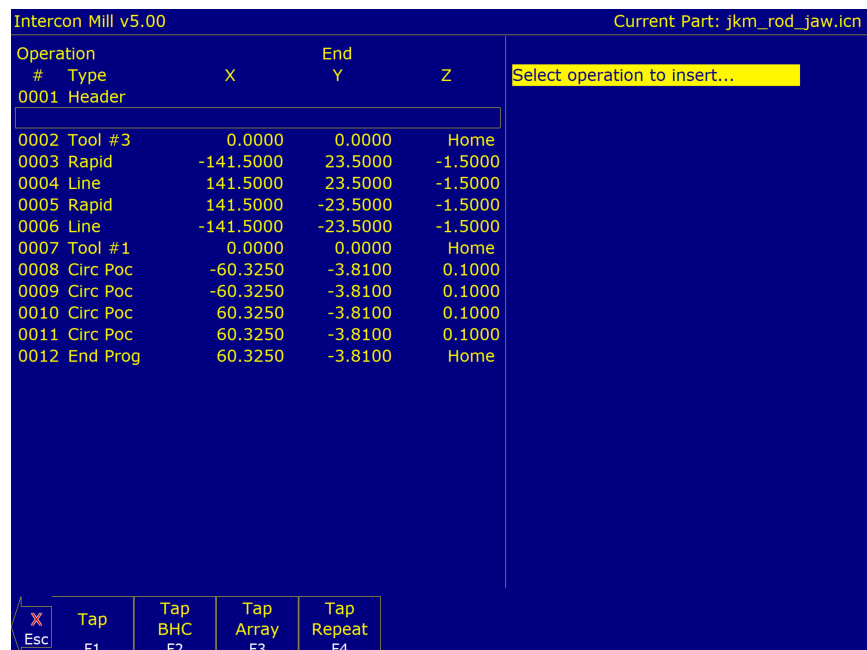 Intercon Mill v5.00 Current Part: jkm_rod_jaw.icn
Operation End
# Type X Y Z
Select operation to insert...
0001 Header
0002 Tool #3 0.0000 0.0000 Home
0003 Rapid -141.5000 23.5000 -1.5000
0004 Line 141.5000 23.5000 -1.5000
0005 Rapid 141.5000 -23.5000 -1.5000
0006 Line -141.5000 -23.5000 -1.5000
0007 Tool #1 0.0000 0.0000 Home
0008 Circ Poc -60.3250 -3.8100 0.1000
0009 Circ Poc -60.3250 -3.8100 0.1000
0010 Circ Poc 60.3250 -3.8100 0.1000
0011 Circ Poc 60.3250 -3.8100 0.1000
0012 End Prog 60.3250 -3.8100 Home
X
Esc
Tap
F1
Tap
BHC
F2
Tap
Array
F3
Tap
Repeat
F4